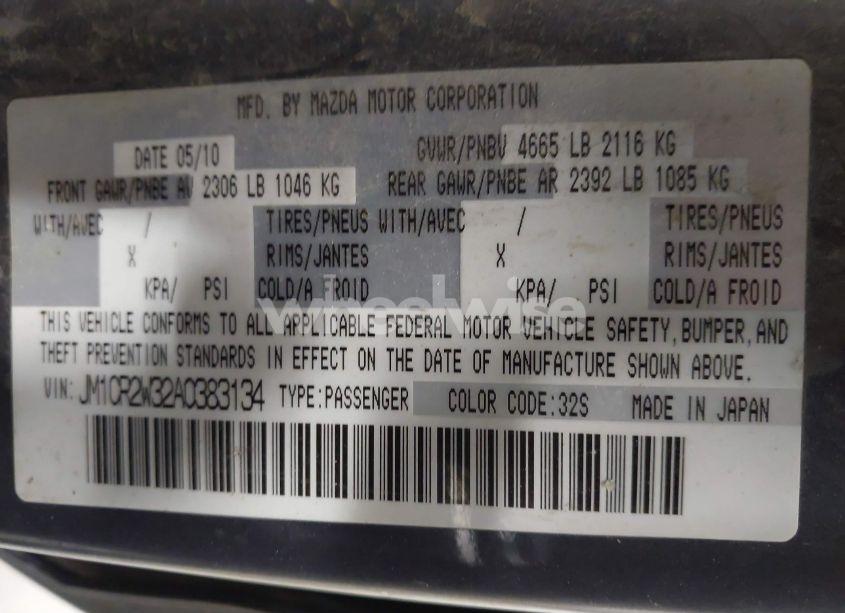 MFD. BY MAZDA MOTOR CORPORATION
DATE 05/10 GVWR/PNBV 4665 LB 2116 KG
FRONT GAWR/PNBE AV 2306 LB 1046 KG REAR GAWR/PNBE AR 2392 LB 1085 KG
WITH/AVEC / TIRES/PNEUS WITH/AVEC / TIRES/PNEUS
X RIMS/JANTES X RIMS/JANTES
KPA/ PSI COLD/A FROID KPA/ PSI COLD/A FROID
wheelwise
THIS VEHICLE CONFORMS TO ALL APPLICABLE FEDERAL MOTOR VEHICLE SAFETY, BUMPER, AND
THEFT PREVENTION STANDARDS IN EFFECT ON THE DATE OF MANUFACTURE SHOWN ABOVE.
VIN: JM1CR2W32A0383134 TYPE:PASSENGER COLOR CODE:32S MADE IN JAPAN